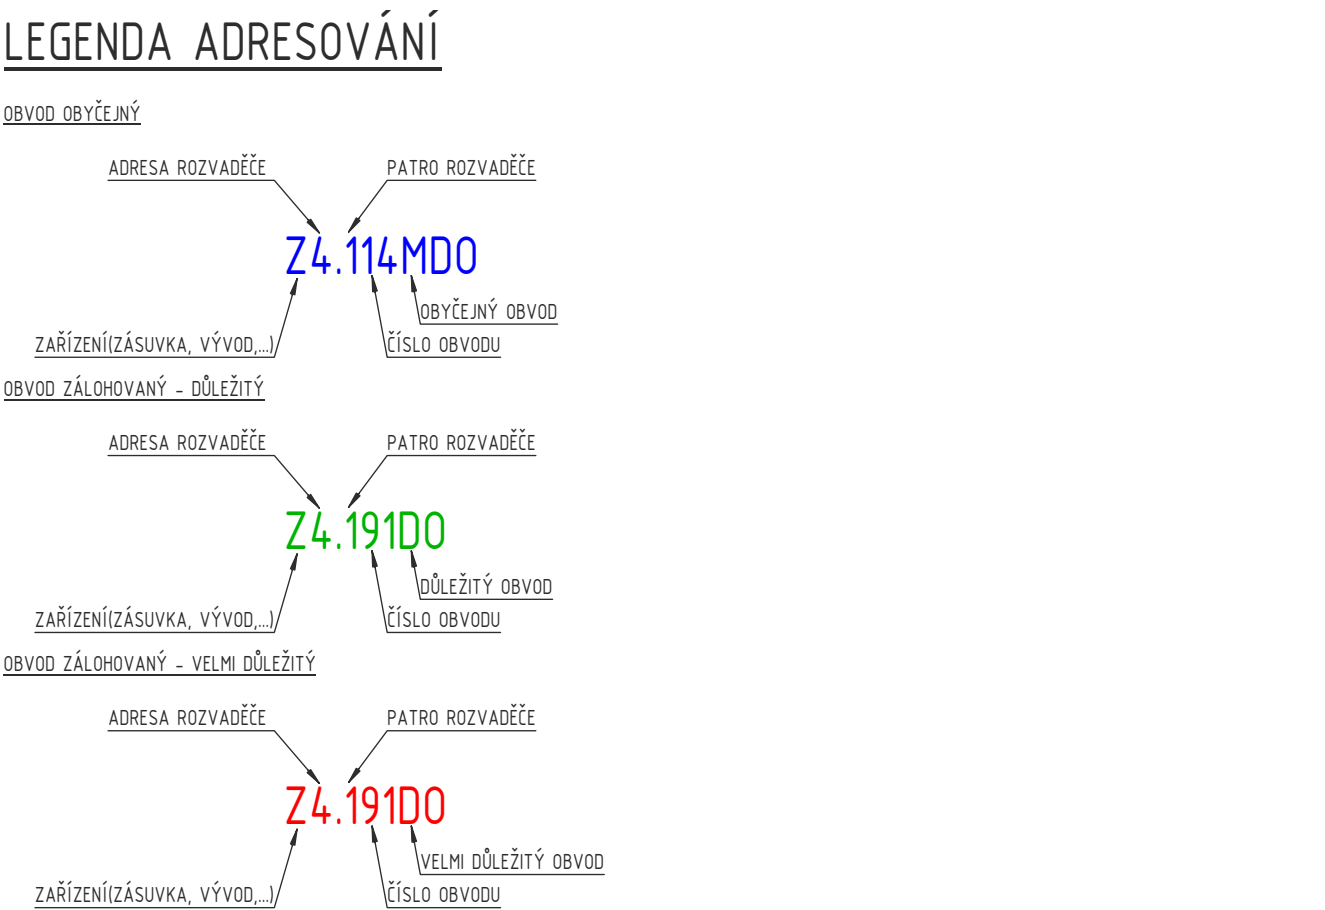 LEGENDA ADRESOVÁNÍ
OBVOD OBYČEJNÝ
ADRESA ROZVADĚČE
PATRO ROZVADĚČE
Z4.114MDO
OBYČEJNÝ OBVOD
ZAŘÍZENÍ(ZÁSUVKA, VÝVOD,...)
ČÍSLO OBVODU
OBVOD ZÁLOHOVANÝ - DŮLEŽITÝ
ADRESA ROZVADĚČE
PATRO ROZVADĚČE
Z4.191DO
DŮLEŽITÝ OBVOD
ZAŘÍZENÍ(ZÁSUVKA, VÝVOD,...)
ČÍSLO OBVODU
OBVOD ZÁLOHOVANÝ - VELMI DŮLEŽITÝ
ADRESA ROZVADĚČE
PATRO ROZVADĚČE
Z4.191DO
VELMI DŮLEŽITÝ OBVOD
ZAŘÍZENÍ(ZÁSUVKA, VÝVOD,...)
ČÍSLO OBVODU